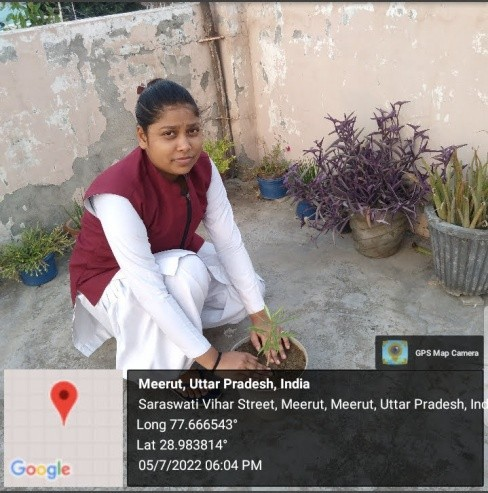 GPS Map Camera
Meerut, Uttar Pradesh, India
Saraswati Vihar Street, Meerut, Meerut, Uttar Pradesh, Ind
Long 77.666543°
Lat 28.983814°
05/7/2022 06:04 PM
Google